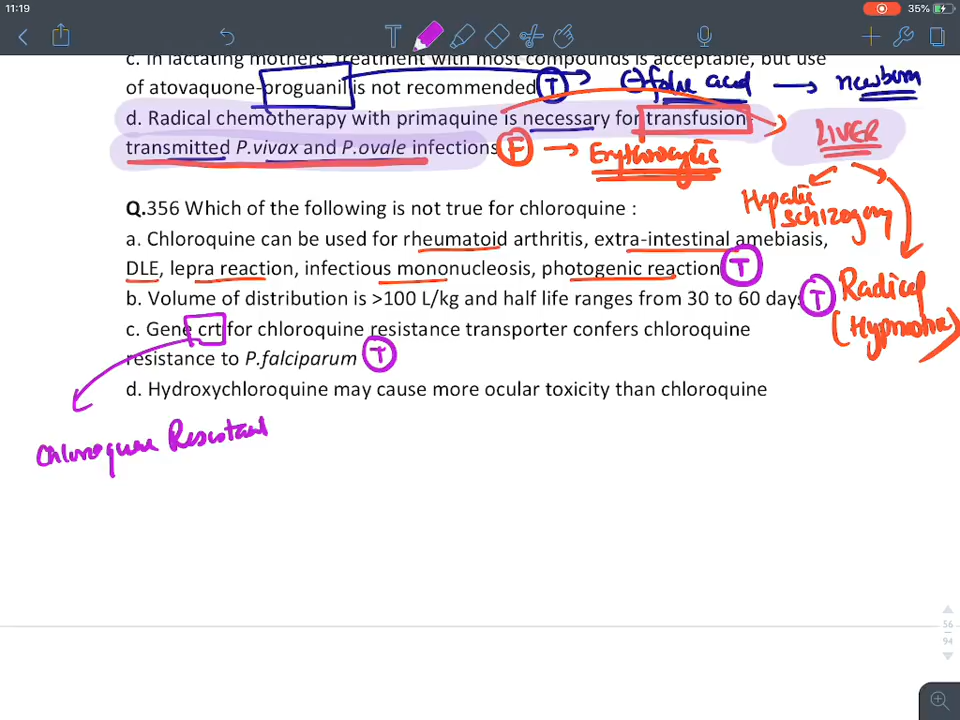 11:19
35%
T
c. In lactating mothers, treatment with most compounds is acceptable, but use
of atovaquone-proguanil is not recommended T (-) folic acid → newborn
d. Radical chemotherapy with primaquine is necessary for transfusion-
transmitted P.vivax and P.ovale infections F → Erythrocytic
LIVER
Hepatic
schizogony
Q.356 Which of the following is not true for chloroquine :
a. Chloroquine can be used for rheumatoid arthritis, extra-intestinal amebiasis,
DLE, lepra reaction, infectious mononucleosis, photogenic reaction T
Radical
b. Volume of distribution is >100 L/kg and half life ranges from 30 to 60 days T
c. Gene crt for chloroquine resistance transporter confers chloroquine
resistance to P.falciparum T
d. Hydroxychloroquine may cause more ocular toxicity than chloroquine
Chloroquine Resistant
56
94